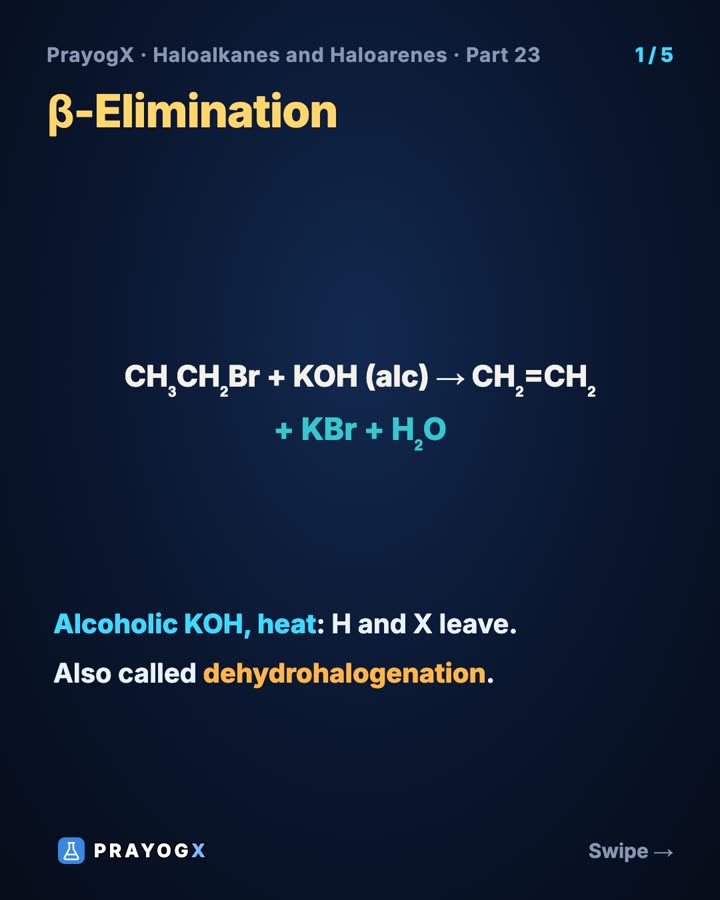 PrayogX · Haloalkanes and Haloarenes · Part 23
1 / 5
β-Elimination
CH₃CH₂Br + KOH (alc) → CH₂=CH₂
+ KBr + H₂O
Alcoholic KOH, heat: H and X leave.
Also called dehydrohalogenation.
PRAYOGX
Swipe →